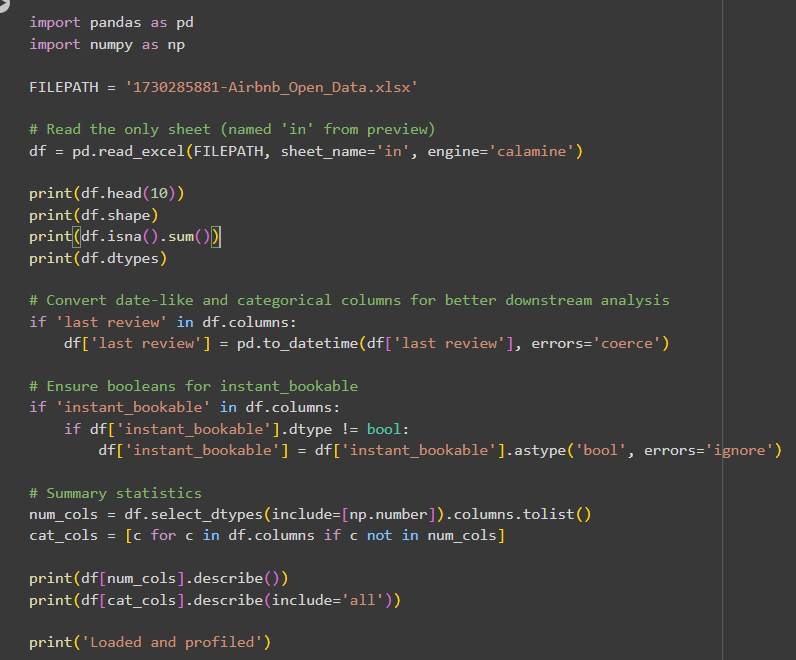 import pandas as pd
import numpy as np
FILEPATH = '1730285881-Airbnb_Open_Data.xlsx'
# Read the only sheet (named 'in' from preview)
df = pd.read_excel(FILEPATH, sheet_name='in', engine='calamine')
print(df.head(10))
print(df.shape)
print(df.isna().sum())
print(df.dtypes)
# Convert date-like and categorical columns for better downstream analysis
if 'last review' in df.columns:
    df['last review'] = pd.to_datetime(df['last review'], errors='coerce')
# Ensure booleans for instant_bookable
if 'instant_bookable' in df.columns:
    if df['instant_bookable'].dtype != bool:
        df['instant_bookable'] = df['instant_bookable'].astype('bool', errors='ignore')
# Summary statistics
num_cols = df.select_dtypes(include=[np.number]).columns.tolist()
cat_cols = [c for c in df.columns if c not in num_cols]
print(df[num_cols].describe())
print(df[cat_cols].describe(include='all'))
print('Loaded and profiled')